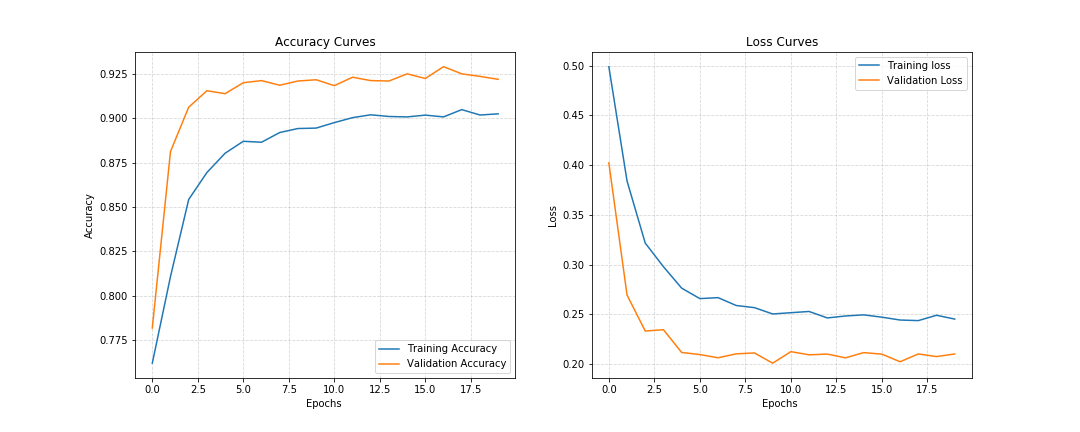 Accuracy Curves
0.925
0.900
0.875
0.850
0.825
0.800
0.775
Accuracy
0.0 2.5 5.0 7.5 10.0 12.5 15.0 17.5
Epochs
Training Accuracy
Validation Accuracy
Loss Curves
0.50
0.45
0.40
0.35
0.30
0.25
0.20
Loss
0.0 2.5 5.0 7.5 10.0 12.5 15.0 17.5
Epochs
Training loss
Validation Loss